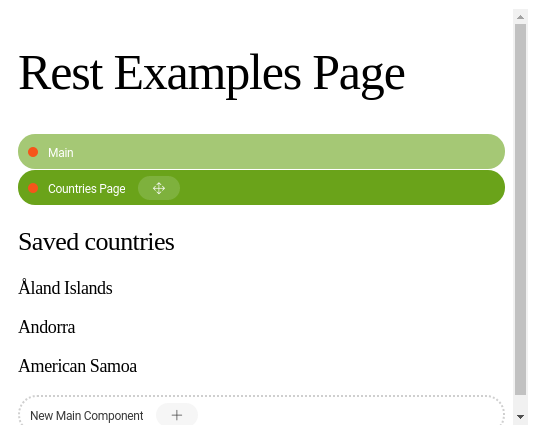 Rest Examples Page
Main
Countries Page
Saved countries
Åland Islands
Andorra
American Samoa
New Main Component